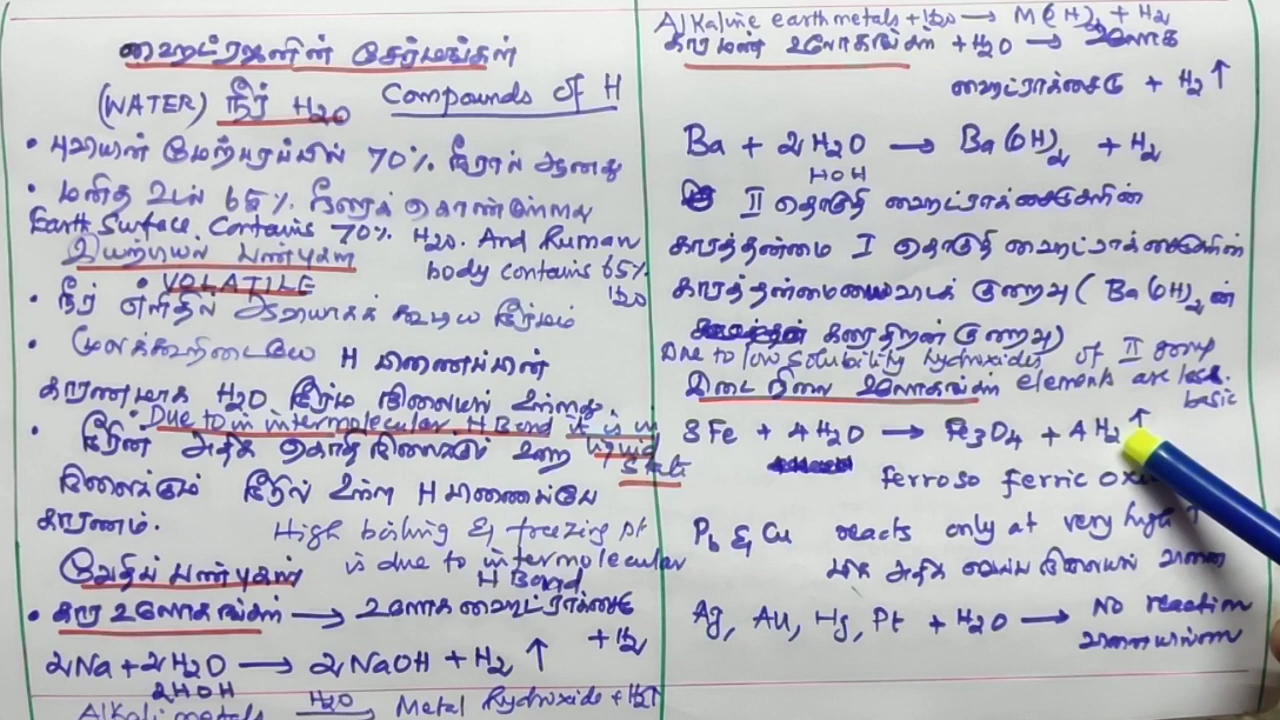 ஹைட்ரஜனின் சேர்மங்கள்
(WATER) நீர் H2O Compounds of H
• புவியின் மேற்பரப்பில் 70% நீரால் ஆனது
• மனித உடல் 65% நீரைக் கொண்டுள்ளது
Earth Surface Contains 70% H2O. And Human
body contains 65%
H2O
இயற்பியல் பண்புகள்
• VOLATILE
• நீர் எளிதில் ஆவியாகக் கூடிய சேர்மம்
• மூலக்கூறிடையே H பிணைப்பின்
காரணமாக H2O நீர்ம நிலையில் உள்ளது
• Due to in intermolecular H Bond it is in
liquid
State
• நீரின் அதிக கொதிநிலைக்கும் உறை
நிலைக்கும் நீரில் உள்ள H பிணைப்பே
காரணம்.
High boiling & freezing pt
is due to intermolecular
H Bond
வேதிப் பண்புகள்
• கார உலோகங்கள் → உலோக ஹைட்ராக்சைடு
+ H2
2Na + 2H2O → 2NaOH + H2 ↑
2HOH
Alkali metals H2O Metal hydroxide + H2↑
Alkaline earth metals + H2O → M(OH)2 + H2
காரமண் உலோகங்கள் + H2O → உலோக
ஹைட்ராக்சைடு + H2 ↑
Ba + 2H2O → Ba(OH)2 + H2
HOH
II தொகுதி ஹைட்ராக்சைடுகளின்
காரத்தன்மை I தொகுதி ஹைட்ராக்சைடுகளின்
காரத்தன்மையைவிடக் குறைவு ( Ba(OH)2 ன்
கரைதிறன் குறைவு)
Due to low Solubility hydroxides of II group
elements are less
basic
இடை நிலை உலோகங்கள்
3Fe + 4H2O → Fe3O4 + 4H2 ↑
ferroso ferric
Pb & Cu reacts only at very high T
மிக அதிக வெப்ப நிலையில் வினை
Ag, Au, Hg, Pt + H2O → No reaction
வினையில்லை